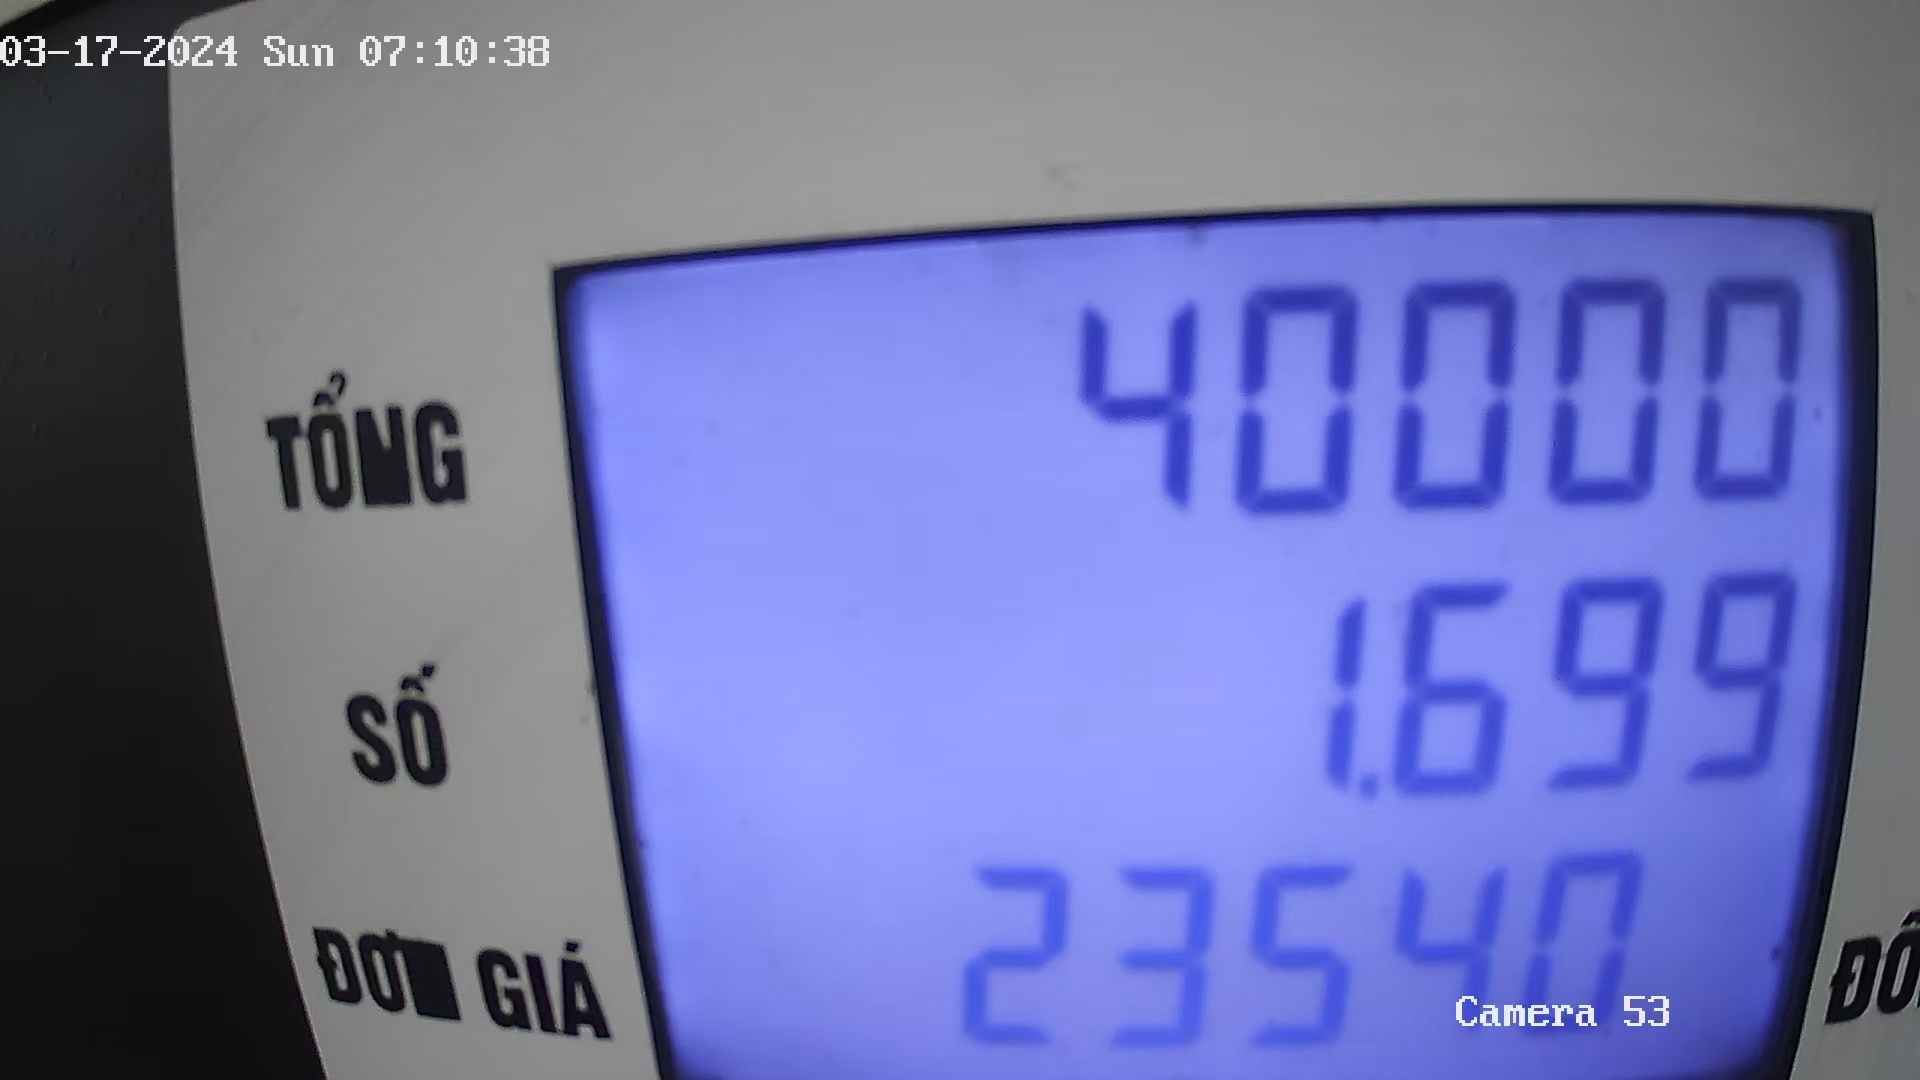 03-17-2024 Sun 07:10:38
TỔNG 40000
SỐ 1.699
ĐƠN GIÁ 23540
Camera 53